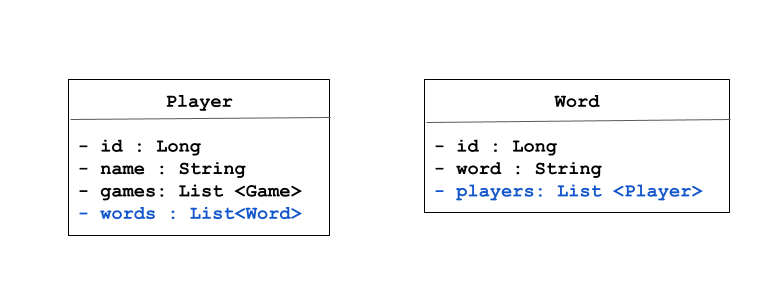 Player
- id : Long
- name : String
- games: List <Game>
- words : List<Word>
Word
- id : Long
- word : String
- players: List <Player>